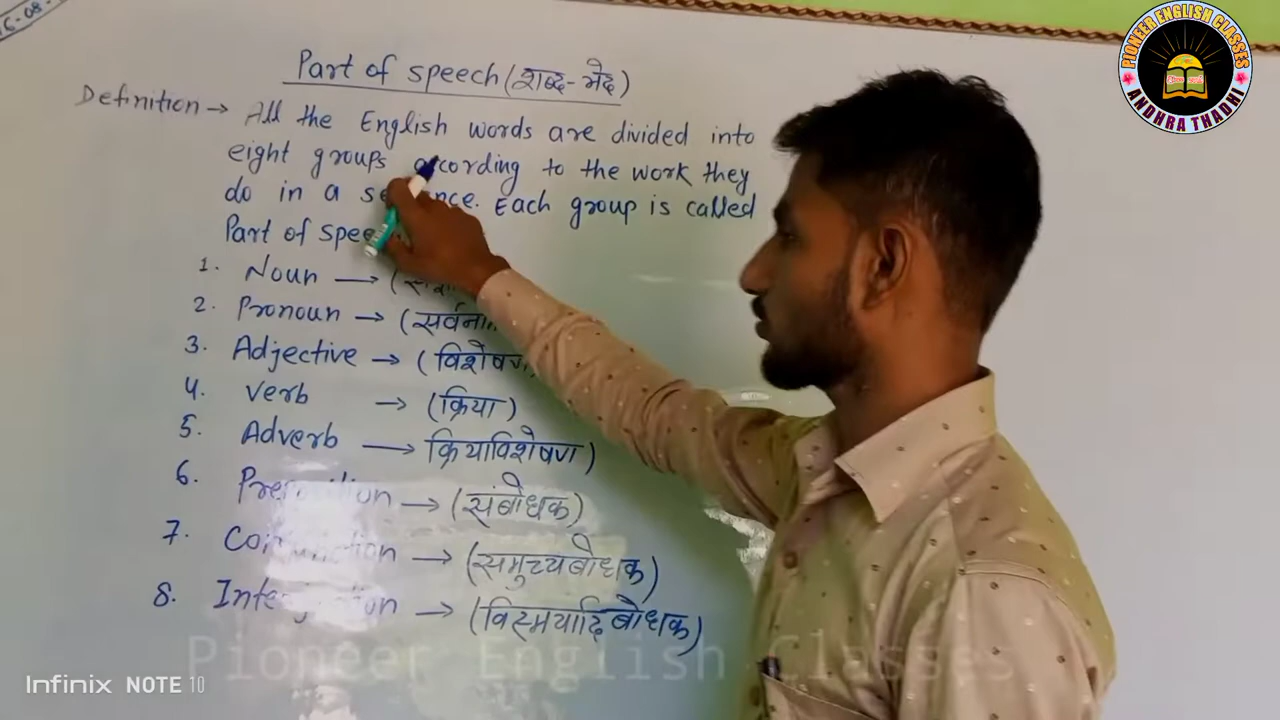 PIONEER ENGLISH CLASSES
ANDHRA THADHI
Part of speech (शब्द-भेद)
Definition → All the English words are divided into
eight groups according to the work they
do in a. Each group is called
Part of
1. Noun →
2. Pronoun →
3. Adjective → (विशेषण
4. Verb → (क्रिया)
5. Adverb → क्रियाविशेषण)
6. → (संबोधक)
7. → (समुच्यबोधक)
8. → (विस्मयादिबोधक)
Pioneer English Classes
Infinix NOTE 10